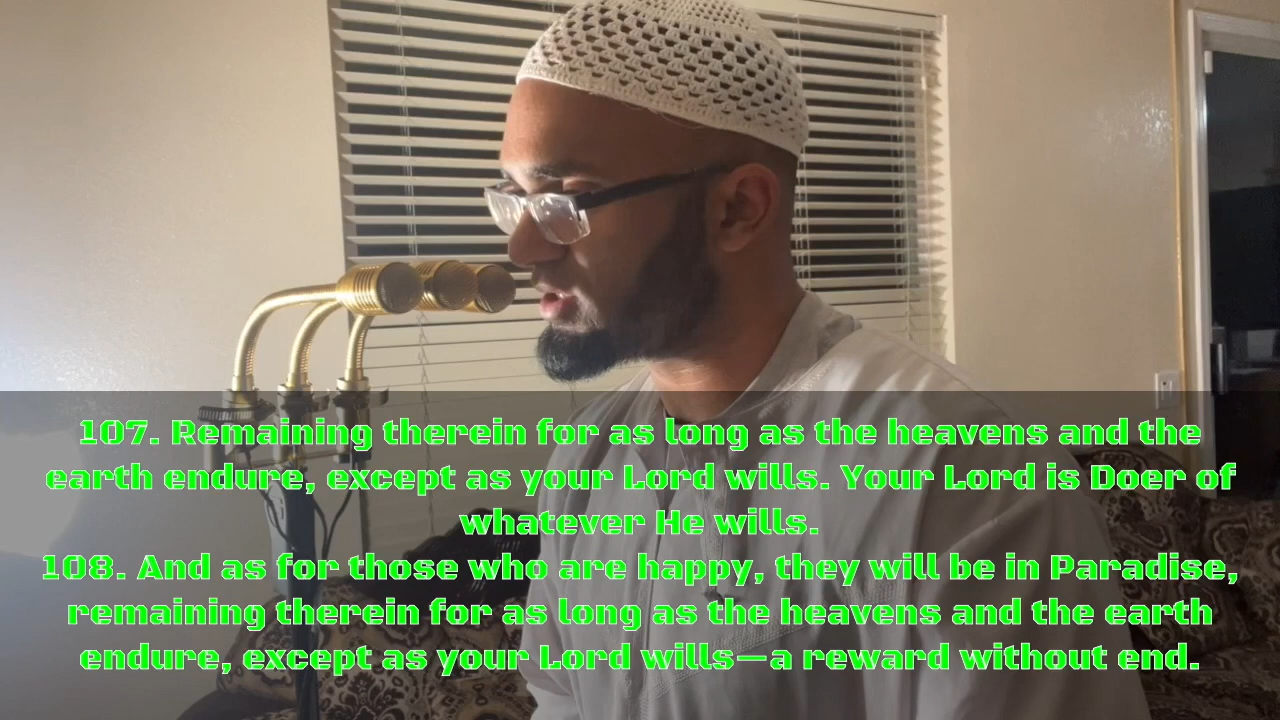 107. Remaining therein for as long as the heavens and the
earth endure, except as your Lord wills. Your Lord is Doer of
whatever He wills.
108. And as for those who are happy, they will be in Paradise,
remaining therein for as long as the heavens and the earth
endure, except as your Lord wills—a reward without end.